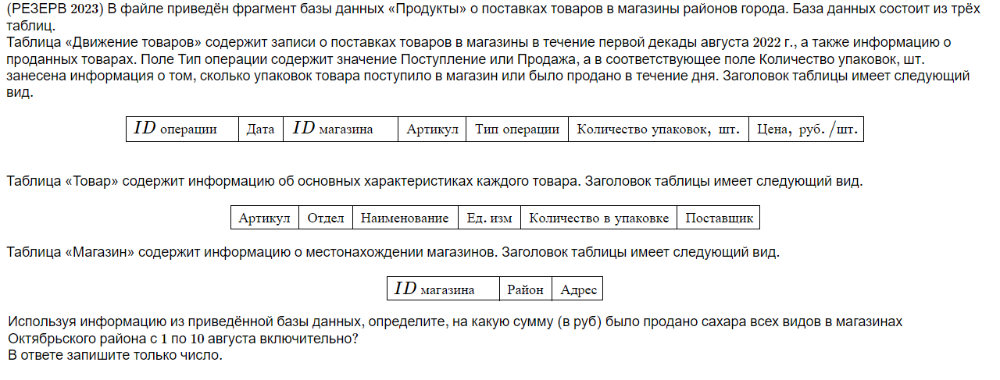 (РЕЗЕРВ 2023) В файле приведён фрагмент базы данных «Продукты» о поставках товаров в магазины районов города. База данных состоит из трёх
таблиц.
Таблица «Движение товаров» содержит записи о поставках товаров в магазины в течение первой декады августа 2022 г., а также информацию о
проданных товарах. Поле Тип операции содержит значение Поступление или Продажа, а в соответствующее поле Количество упаковок, шт.
занесена информация о том, сколько упаковок товара поступило в магазин или было продано в течение дня. Заголовок таблицы имеет следующий
вид.
ID операции Дата ID магазина Артикул Тип операции Количество упаковок, шт. Цена, руб./шт.
Таблица «Товар» содержит информацию об основных характеристиках каждого товара. Заголовок таблицы имеет следующий вид.
Артикул Отдел Наименование Ед. изм Количество в упаковке Поставщик
Таблица «Магазин» содержит информацию о местонахождении магазинов. Заголовок таблицы имеет следующий вид.
ID магазина Район Адрес
Используя информацию из приведённой базы данных, определите, на какую сумму (в руб) было продано сахара всех видов в магазинах
Октябрьского района с 1 по 10 августа включительно?
В ответе запишите только число.